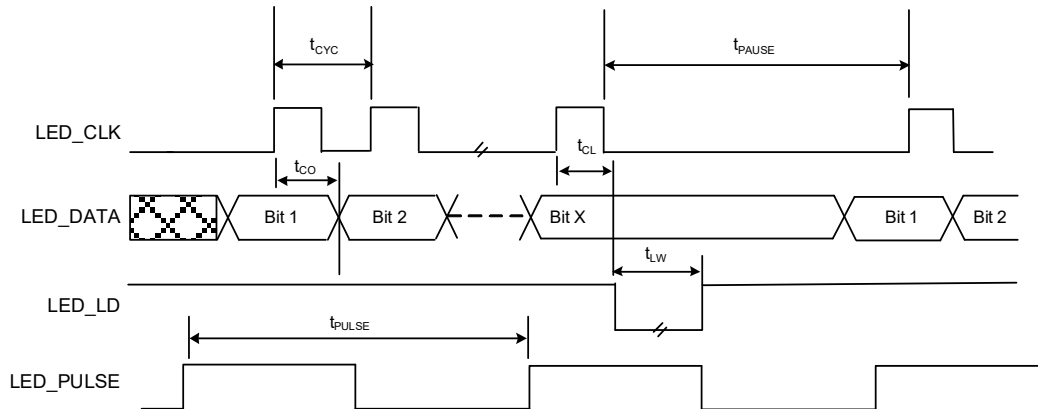 tCYC
tPAUSE
LED_CLK
tCO
tCL
LED_DATA
Bit 1
Bit 2
Bit X
Bit 1
Bit 2
tLW
LED_LD
tPULSE
LED_PULSE